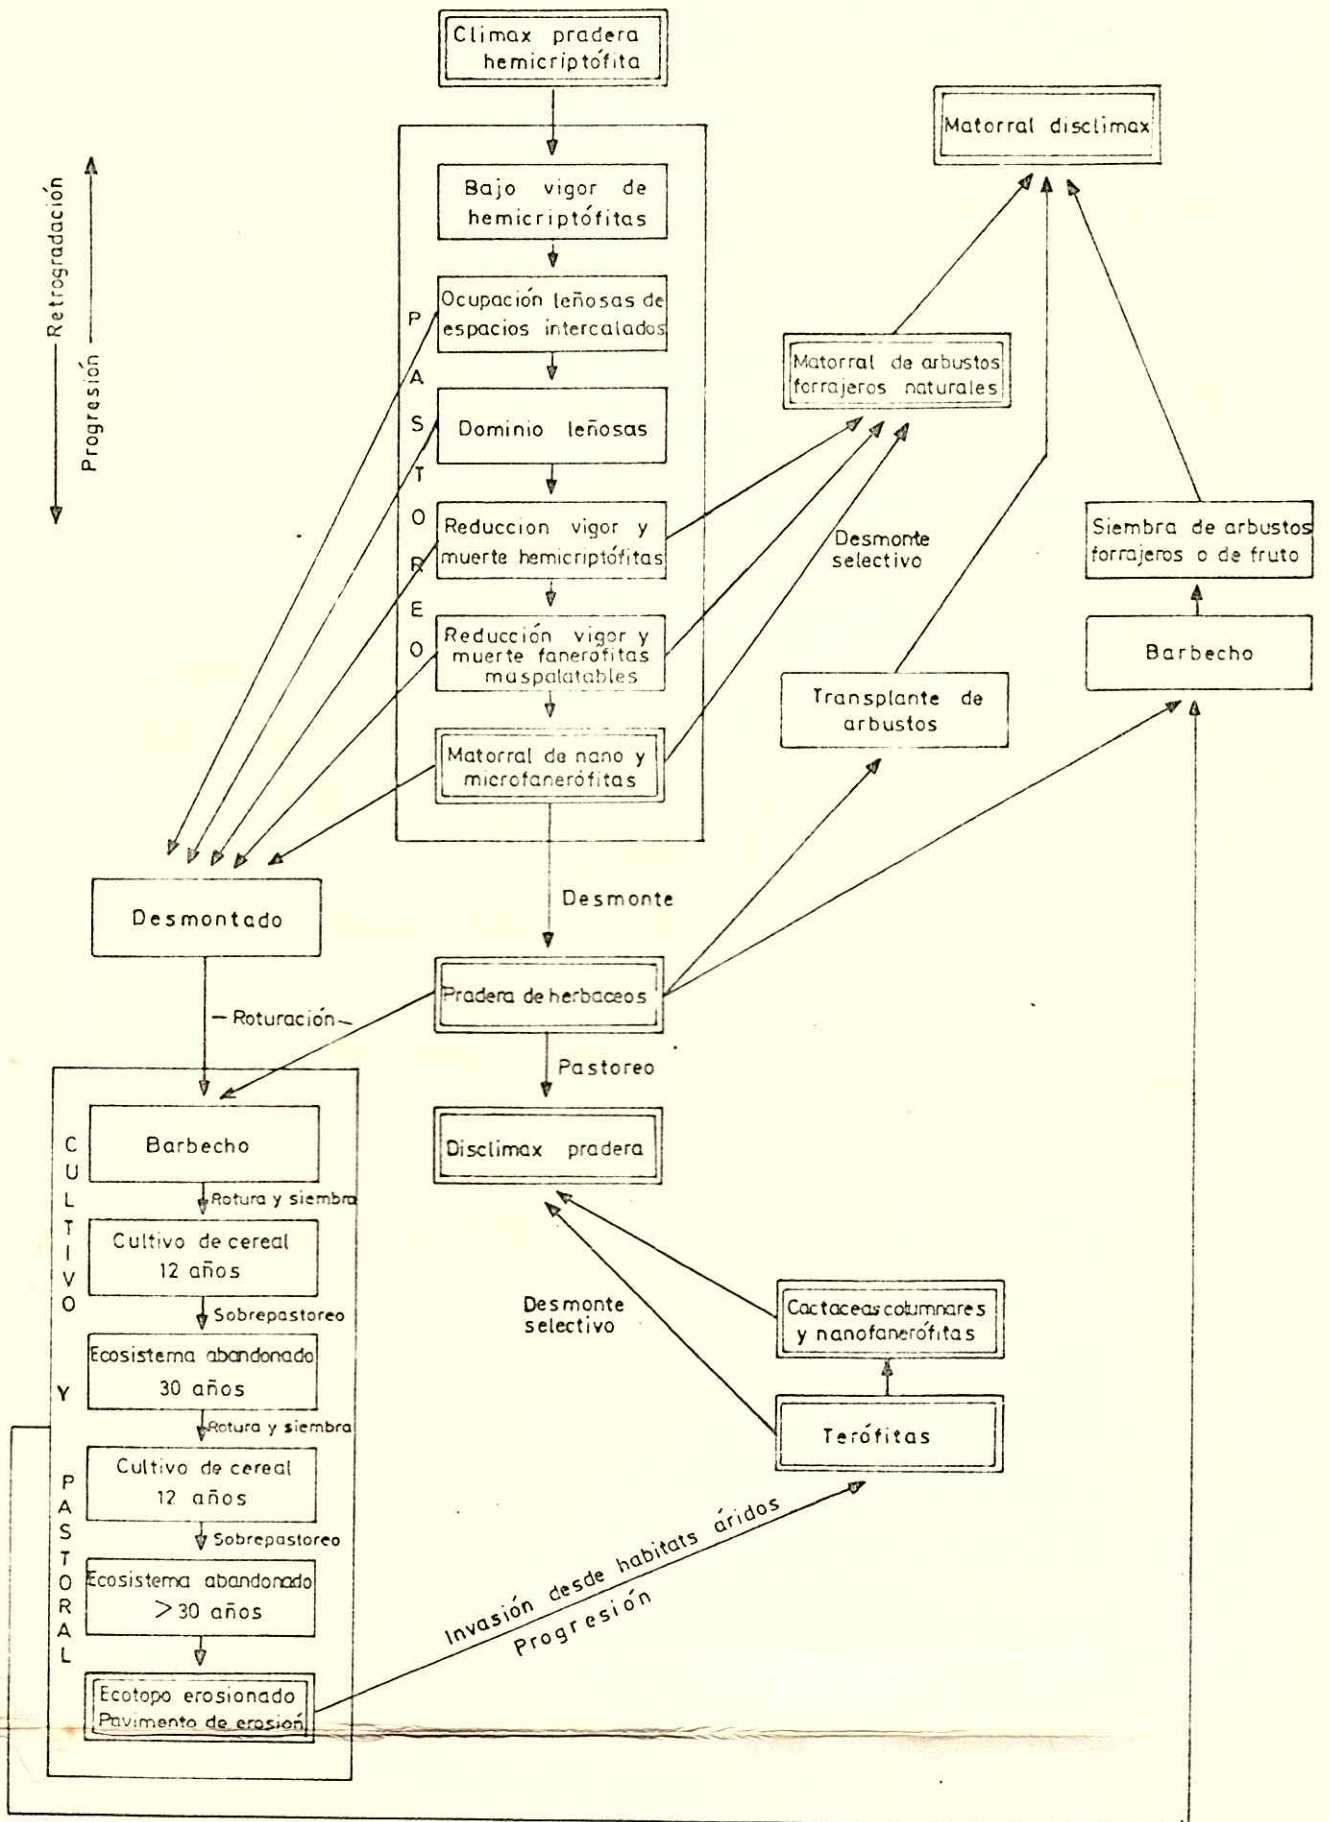 Climax pradera
hemicriptófita
Matorral disclimax
Retrogradación
Progresión
PASTOREO
Bajo vigor de
hemicriptófitas
Ocupación leñosas de
espacios intercalados
Dominio leñosas
Reduccion vigor y
muerte hemicriptófitas
Reducción vigor y
muerte fanerófitas
maspalatables
Matorral de nano y
microfanerófitas
Matorral de arbustos
forrajeros naturales
Desmonte
selectivo
Siembra de arbustos
forrajeros o de fruto
Barbecho
Transplante de
arbustos
Desmontado
Desmonte
Pradera de herbaceos
— Roturación —
Pastoreo
Disclimax pradera
CULTIVO Y PASTORAL
Barbecho
Rotura y siembra
Cultivo de cereal
12 años
Sobrepastoreo
Ecosistema abandonado
30 años
Rotura y siembra
Cultivo de cereal
12 años
Sobrepastoreo
Ecosistema abandonado
> 30 años
Ecotopo erosionado
Pavimento de erosión
Desmonte
selectivo
Cactaceas columnares
y nanofanerófitas
Terófitas
Invasión desde habitats áridos
Progresión